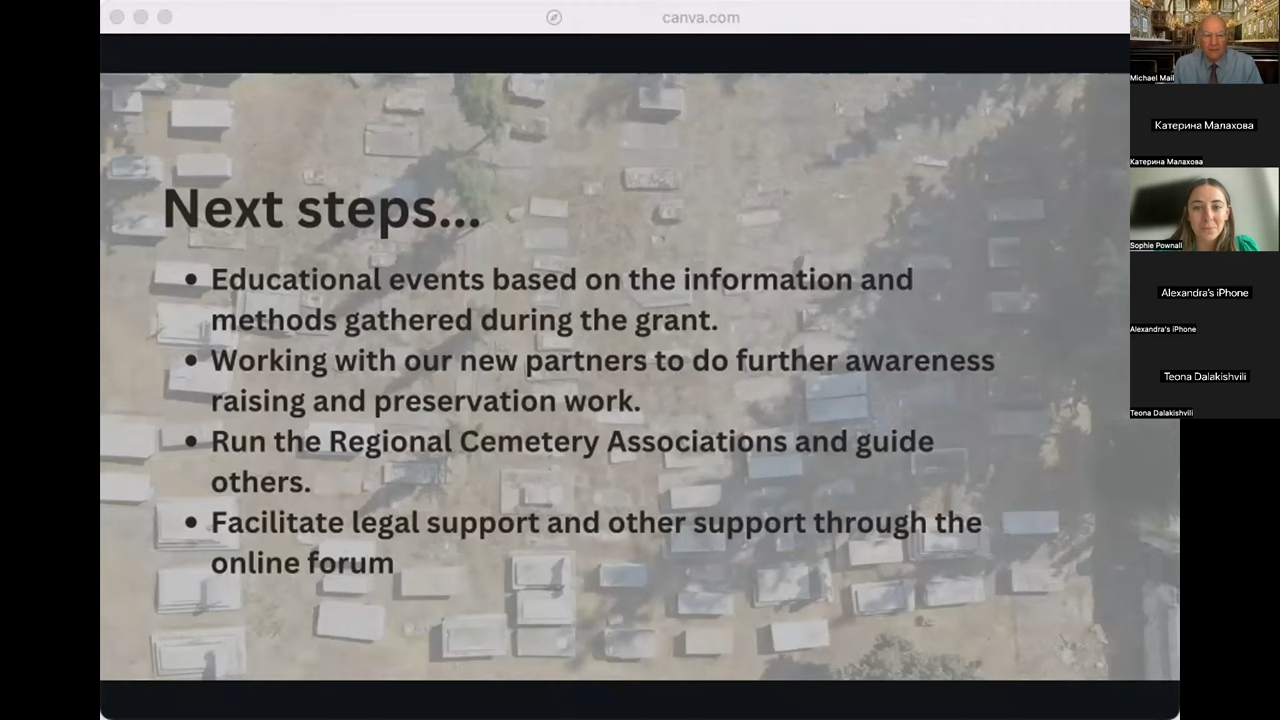 canva.com
Next steps...
• Educational events based on the information and
methods gathered during the grant.
• Working with our new partners to do further awareness
raising and preservation work.
• Run the Regional Cemetery Associations and guide
others.
• Facilitate legal support and other support through the
online forum
Michael Mail
Катерина Малахова
Катерина Малахова
Sophie Pownall
Alexandra's iPhone
Alexandra's iPhone
Teona Dalakishvili
Teona Dalakishvili